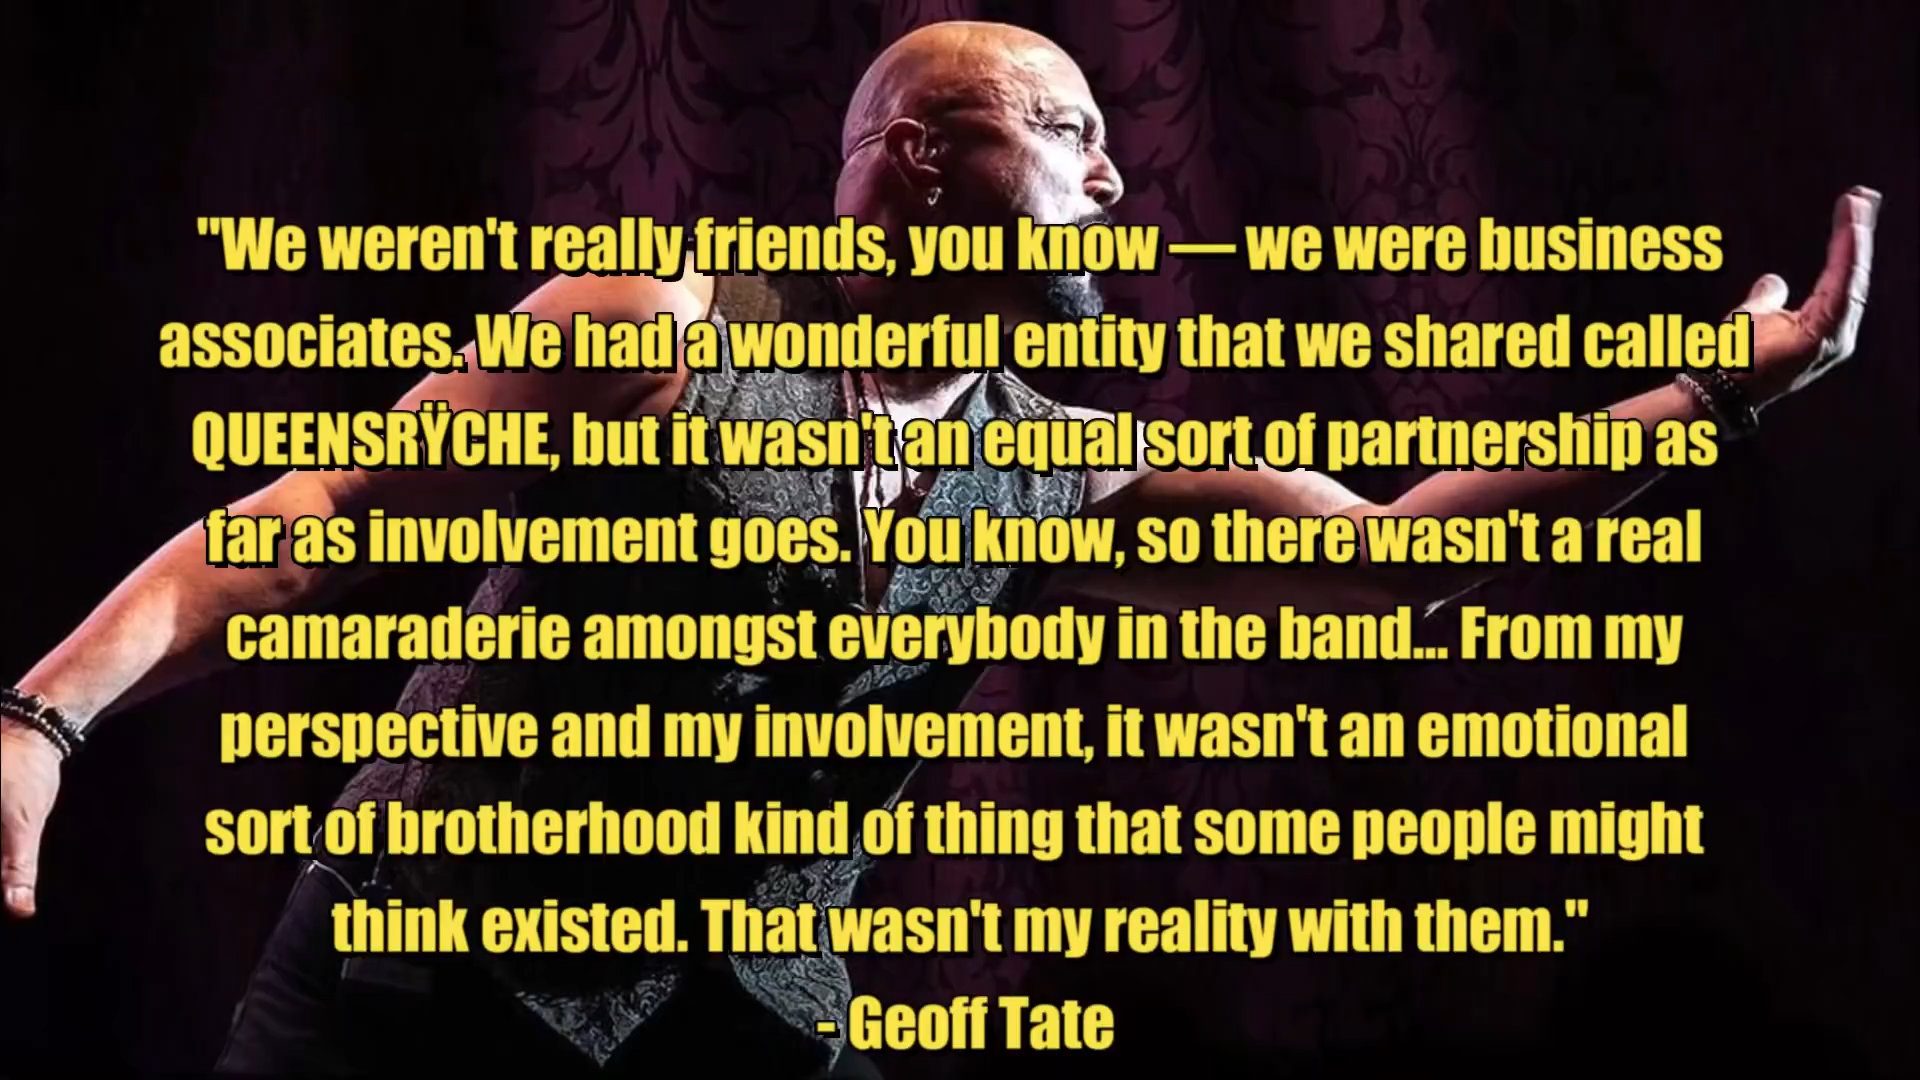 "We weren't really friends, you know — we were business
associates. We had a wonderful entity that we shared called
QUEENSRŸCHE, but it wasn't an equal sort of partnership as
far as involvement goes. You know, so there wasn't a real
camaraderie amongst everybody in the band... From my
perspective and my involvement, it wasn't an emotional
sort of brotherhood kind of thing that some people might
think existed. That wasn't my reality with them."
- Geoff Tate